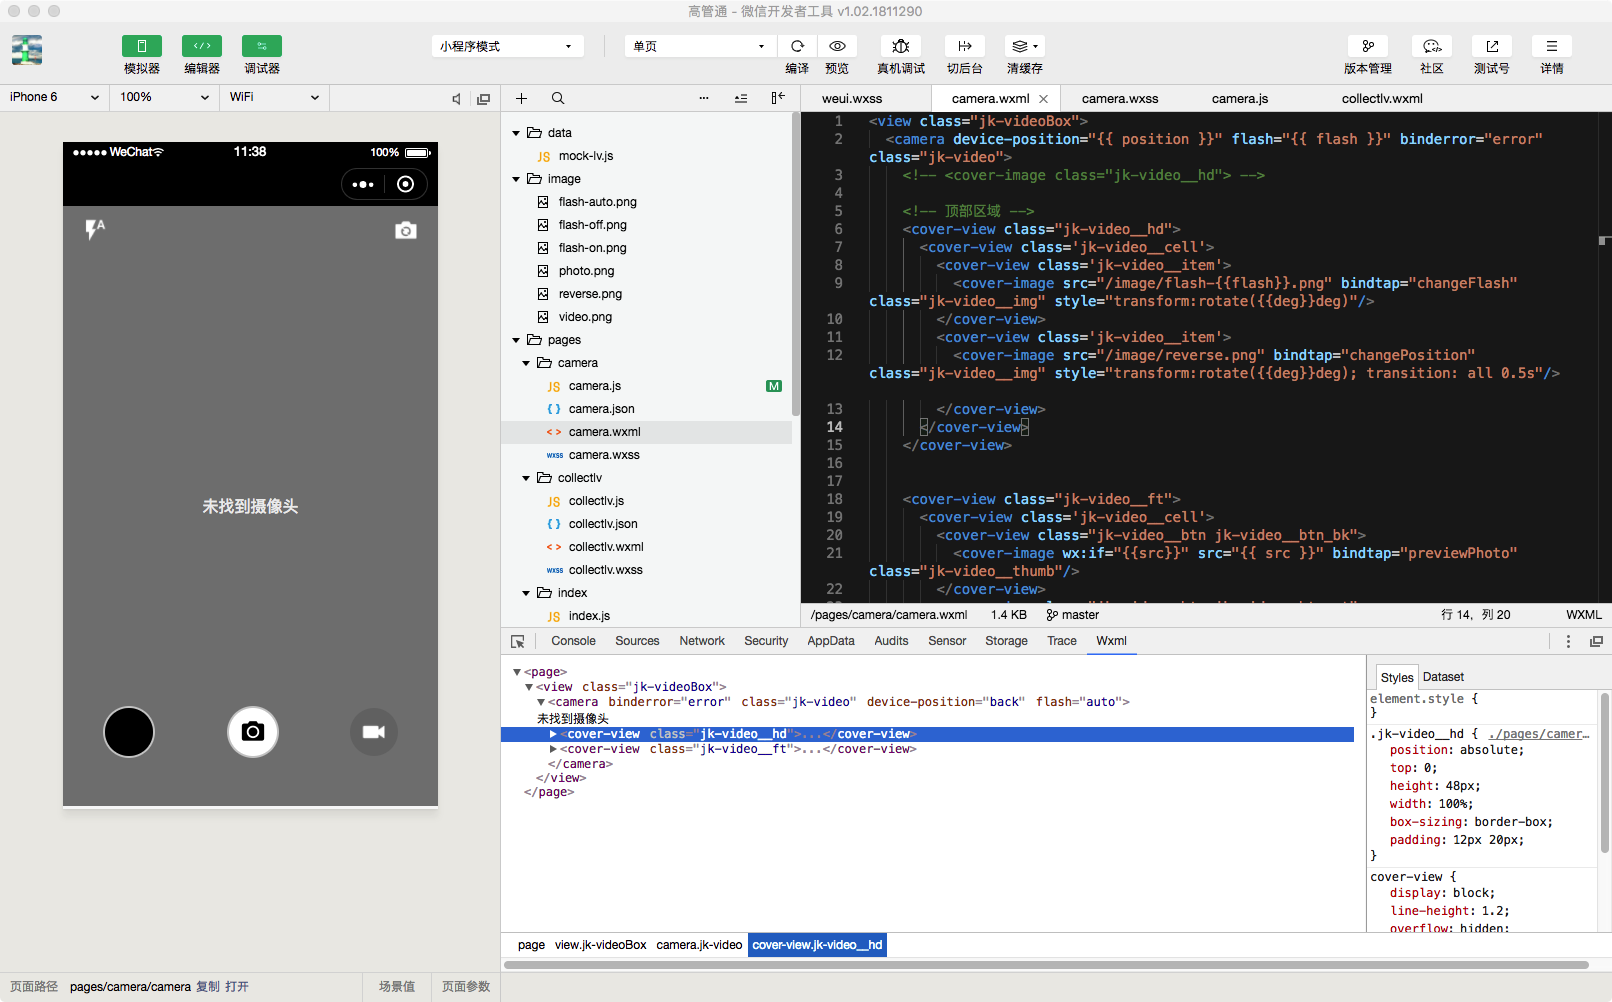 高管通 - 微信开发者工具 v1.02.1811290
模拟器 编辑器 调试器
小程序模式
单页
编译 预览 真机调试 切后台 清缓存
版本管理 社区 测试号 详情
iPhone 6 100% WiFi
WeChat 11:38 100%
A
未找到摄像头
data
JS mock-lv.js
image
flash-auto.png
flash-off.png
flash-on.png
photo.png
reverse.png
video.png
pages
camera
JS camera.js M
{ } camera.json
< > camera.wxml
wxss camera.wxss
collectlv
JS collectlv.js
{ } collectlv.json
< > collectlv.wxml
wxss collectlv.wxss
index
JS index.js
weui.wxss camera.wxml camera.wxss camera.js collectlv.wxml
1 <view class="jk-videoBox">
2 <camera device-position="{{ position }}" flash="{{ flash }}" binderror="error"
class="jk-video">
3 <!-- <cover-image class="jk-video__hd"> -->
4
5 <!-- 顶部区域 -->
6 <cover-view class="jk-video__hd">
7 <cover-view class='jk-video__cell'>
8 <cover-view class='jk-video__item'>
9 <cover-image src="/image/flash-{{flash}}.png" bindtap="changeFlash"
class="jk-video__img" style="transform:rotate({{deg}}deg)"/>
10 </cover-view>
11 <cover-view class='jk-video__item'>
12 <cover-image src="/image/reverse.png" bindtap="changePosition"
class="jk-video__img" style="transform:rotate({{deg}}deg); transition: all 0.5s"/>
13 </cover-view>
14 </cover-view>
15 </cover-view>
16
17
18 <cover-view class="jk-video__ft">
19 <cover-view class='jk-video__cell'>
20 <cover-view class="jk-video__btn jk-video__btn_bk">
21 <cover-image wx:if="{{src}}" src="{{ src }}" bindtap="previewPhoto"
class="jk-video__thumb"/>
22 </cover-view>
/pages/camera/camera.wxml 1.4 KB master 行 14, 列 20 WXML
Console Sources Network Security AppData Audits Sensor Storage Trace Wxml
<page>
<view class="jk-videoBox">
<camera binderror="error" class="jk-video" device-position="back" flash="auto">
未找到摄像头
<cover-view class="jk-video__hd">...</cover-view>
<cover-view class="jk-video__ft">...</cover-view>
</camera>
</view>
</page>
page view.jk-videoBox camera.jk-video cover-view.jk-video__hd
Styles Dataset
element.style {
}
.jk-video__hd { ./pages/camer…
position: absolute;
top: 0;
height: 48px;
width: 100%;
box-sizing: border-box;
padding: 12px 20px;
}
cover-view {
display: block;
line-height: 1.2;
overflow: hidden;
页面路径 pages/camera/camera 复制 打开 场景值 页面参数